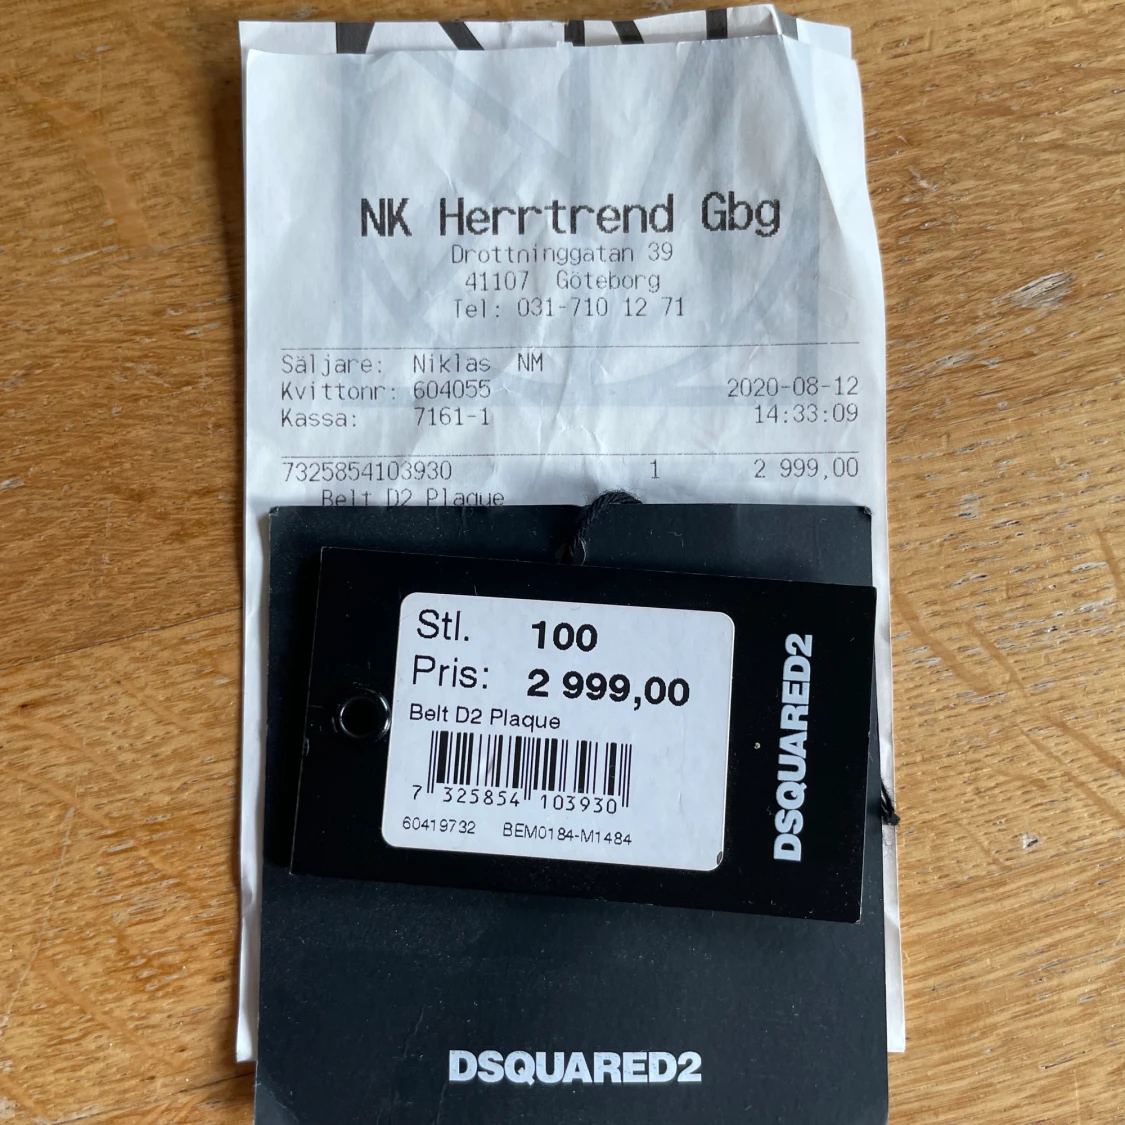 NK Herrtrend Gbg
Drottninggatan 39
41107 Göteborg
Tel: 031-710 12 71
Säljare: Niklas NM
Kvittonr: 604055 2020-08-12
Kassa: 7161-1 14:33:09
7325854103930 1 2 999,00
Belt D2 Plaque
Stl. 100
Pris: 2 999,00
Belt D2 Plaque
7 325854 103930
60419732 BEM0184-M1484
DSQUARED2
DSQUARED2